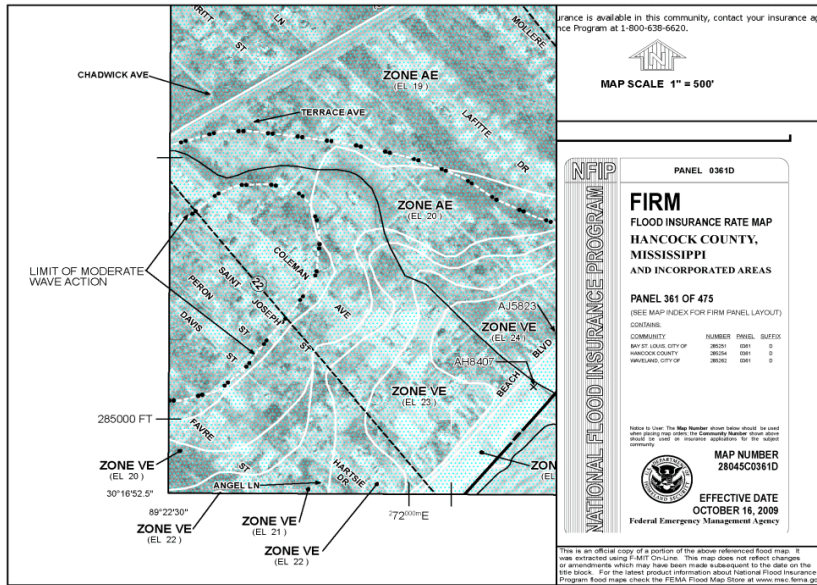 RRITT
ST
LN
MOLLERE
CHADWICK AVE
ZONE AE
(EL 19)
TERRACE AVE
LAFITTE
DR
ZONE AE
(EL 20)
LIMIT OF MODERATE
WAVE ACTION
COLEMAN
AVE
SAINT
JOSEPH
ST
22
PERON
ST
DAVIS
ST
AJ5823
ZONE VE
(EL 24)
AH8407
BEACH
BLVD
ZONE VE
(EL 23)
285000 FT
FAVRE
ST
ZONE VE
(EL 20)
ZON
HARTSIE
DR
ANGEL LN
30°16'52.5"
89°22'30"
ZONE VE
(EL 22)
ZONE VE
(EL 21)
ZONE VE
(EL 22)
272000mE
urance is available in this community, contact your insurance ag
nce Program at 1-800-638-6620.
MAP SCALE 1" = 500'
NFIP
NATIONAL FLOOD INSURANCE PROGRAM
PANEL 0361D
FIRM
FLOOD INSURANCE RATE MAP
HANCOCK COUNTY,
MISSISSIPPI
AND INCORPORATED AREAS
PANEL 361 OF 475
(SEE MAP INDEX FOR FIRM PANEL LAYOUT)
CONTAINS:
COMMUNITY NUMBER PANEL SUFFIX
BAY ST. LOUIS, CITY OF 285251 0361 D
HANCOCK COUNTY 285254 0361 D
WAVELAND, CITY OF 285262 0361 D
Notice to User: The Map Number shown below should be used
when placing map orders: the Community Number shown above
should be used on insurance applications for the subject
community.
MAP NUMBER
28045C0361D
EFFECTIVE DATE
OCTOBER 16, 2009
Federal Emergency Management Agency
This is an official copy of a portion of the above referenced flood map. It
was extracted using F-MIT On-Line. This map does not reflect changes
or amendments which may have been made subsequent to the date on the
title block. For the latest product information about National Flood Insurance
Program flood maps check the FEMA Flood Map Store at www.msc.fema.go